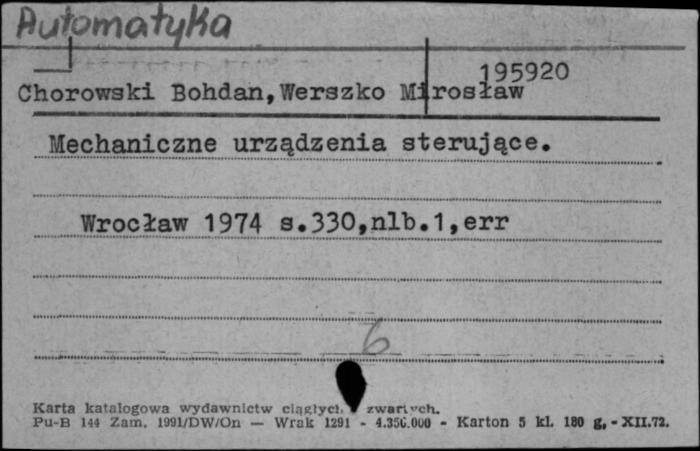 Automatyka
195920
Chorowski Bohdan,Werszko Mirosław
Mechaniczne urządzenia sterujące.
Wrocław 1974 s.330,nlb.1,err
6
Karta katalogowa wydawnictw ciągłych, zwartych.
Pu-B 144 Zam. 1991/DW/On — Wrak 1291 - 4.350.000 - Karton 5 kl. 180 g, - XII.72.